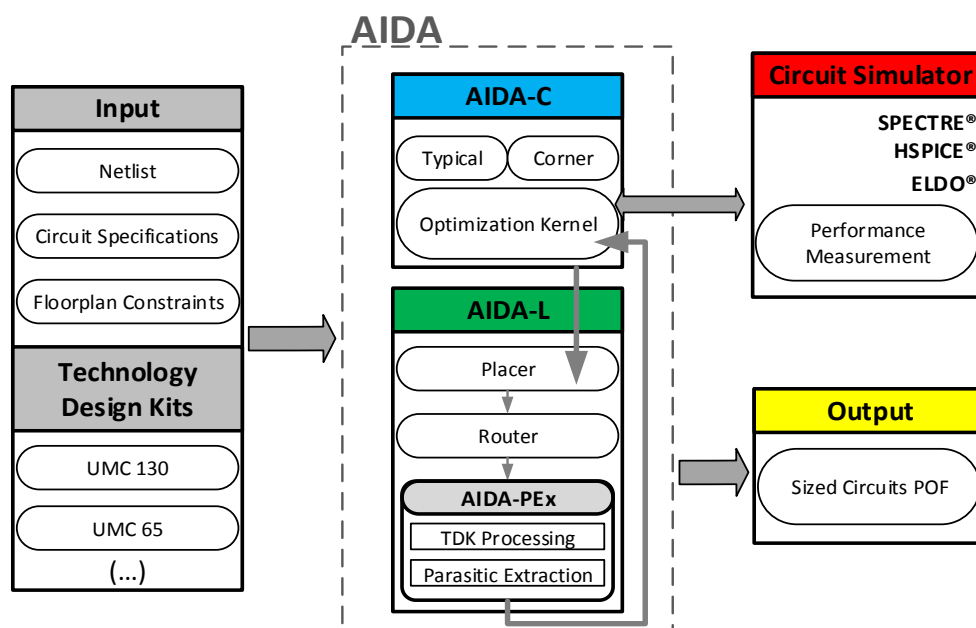 AIDA
Input
Netlist
Circuit Specifications
Floorplan Constraints
Technology
Design Kits
UMC 130
UMC 65
(...)
AIDA-C
Typical
Corner
Optimization Kernel
AIDA-L
Placer
Router
AIDA-PEx
TDK Processing
Parasitic Extraction
Circuit Simulator
SPECTRE®
HSPICE®
ELDO®
Performance
Measurement
Output
Sized Circuits POF